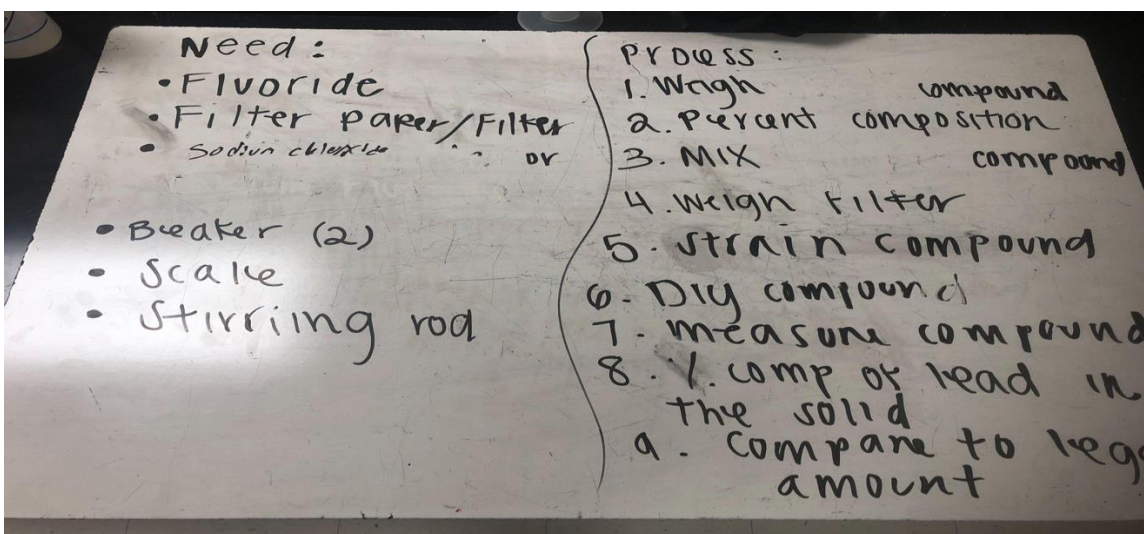 Need:
• Fluoride
• Filter paper/Filter
• Sodium chloride or
• Beaker (2)
• Scale
• Stirriing rod
Process:
1. Weigh compound
2. Percent composition
3. Mix compound
4. Weigh filter
5. Strain compound
6. Dry compound
7. measure compound
8. %. comp of lead in
the solid
9. Compare to leg
amount